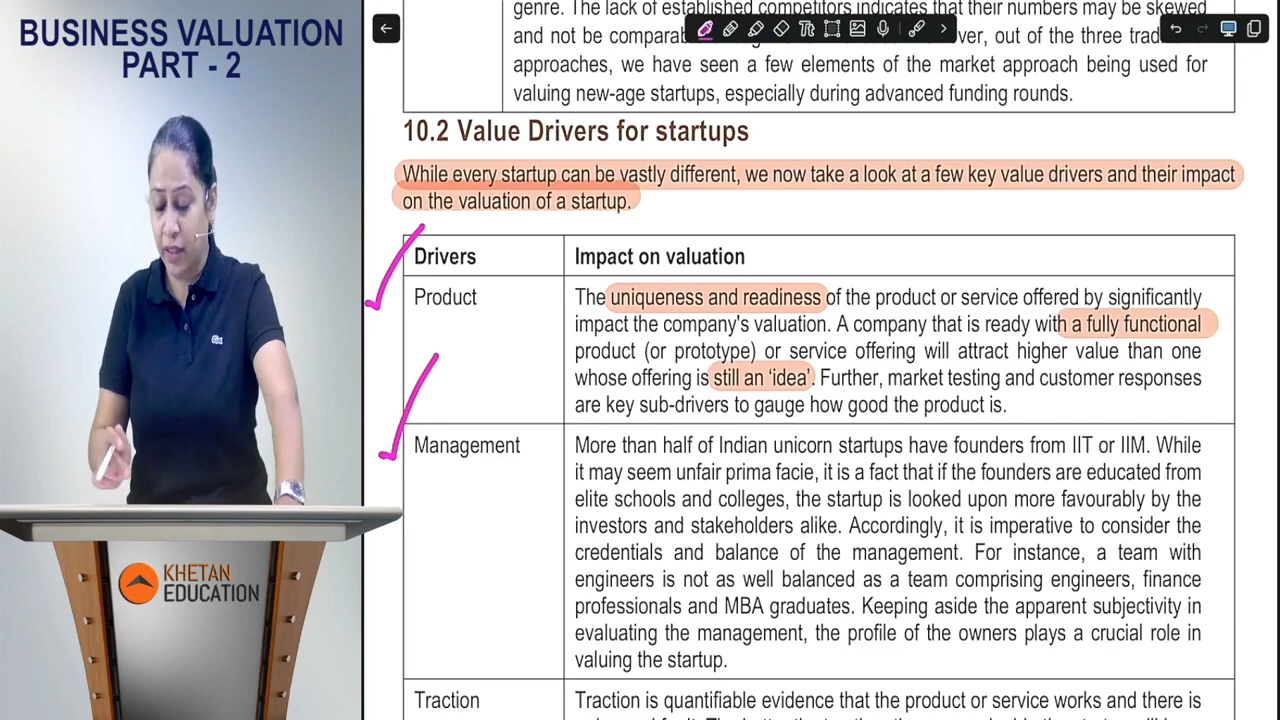 BUSINESS VALUATION
PART - 2
genre. The lack of established competitors indicates that their numbers may be skewed
and not be comparab
ver, out of the three trad
approaches, we have seen a few elements of the market approach being used for
valuing new-age startups, especially during advanced funding rounds.
10.2 Value Drivers for startups
While every startup can be vastly different, we now take a look at a few key value drivers and their impact
on the valuation of a startup.
Drivers
Impact on valuation
Product
The uniqueness and readiness of the product or service offered by significantly
impact the company's valuation. A company that is ready with a fully functional
product (or prototype) or service offering will attract higher value than one
whose offering is still an ‘idea’. Further, market testing and customer responses
are key sub-drivers to gauge how good the product is.
Management
More than half of Indian unicorn startups have founders from IIT or IIM. While
it may seem unfair prima facie, it is a fact that if the founders are educated from
elite schools and colleges, the startup is looked upon more favourably by the
investors and stakeholders alike. Accordingly, it is imperative to consider the
credentials and balance of the management. For instance, a team with
engineers is not as well balanced as a team comprising engineers, finance
professionals and MBA graduates. Keeping aside the apparent subjectivity in
evaluating the management, the profile of the owners plays a crucial role in
valuing the startup.
Traction
Traction is quantifiable evidence that the product or service works and there is
KHETAN
EDUCATION